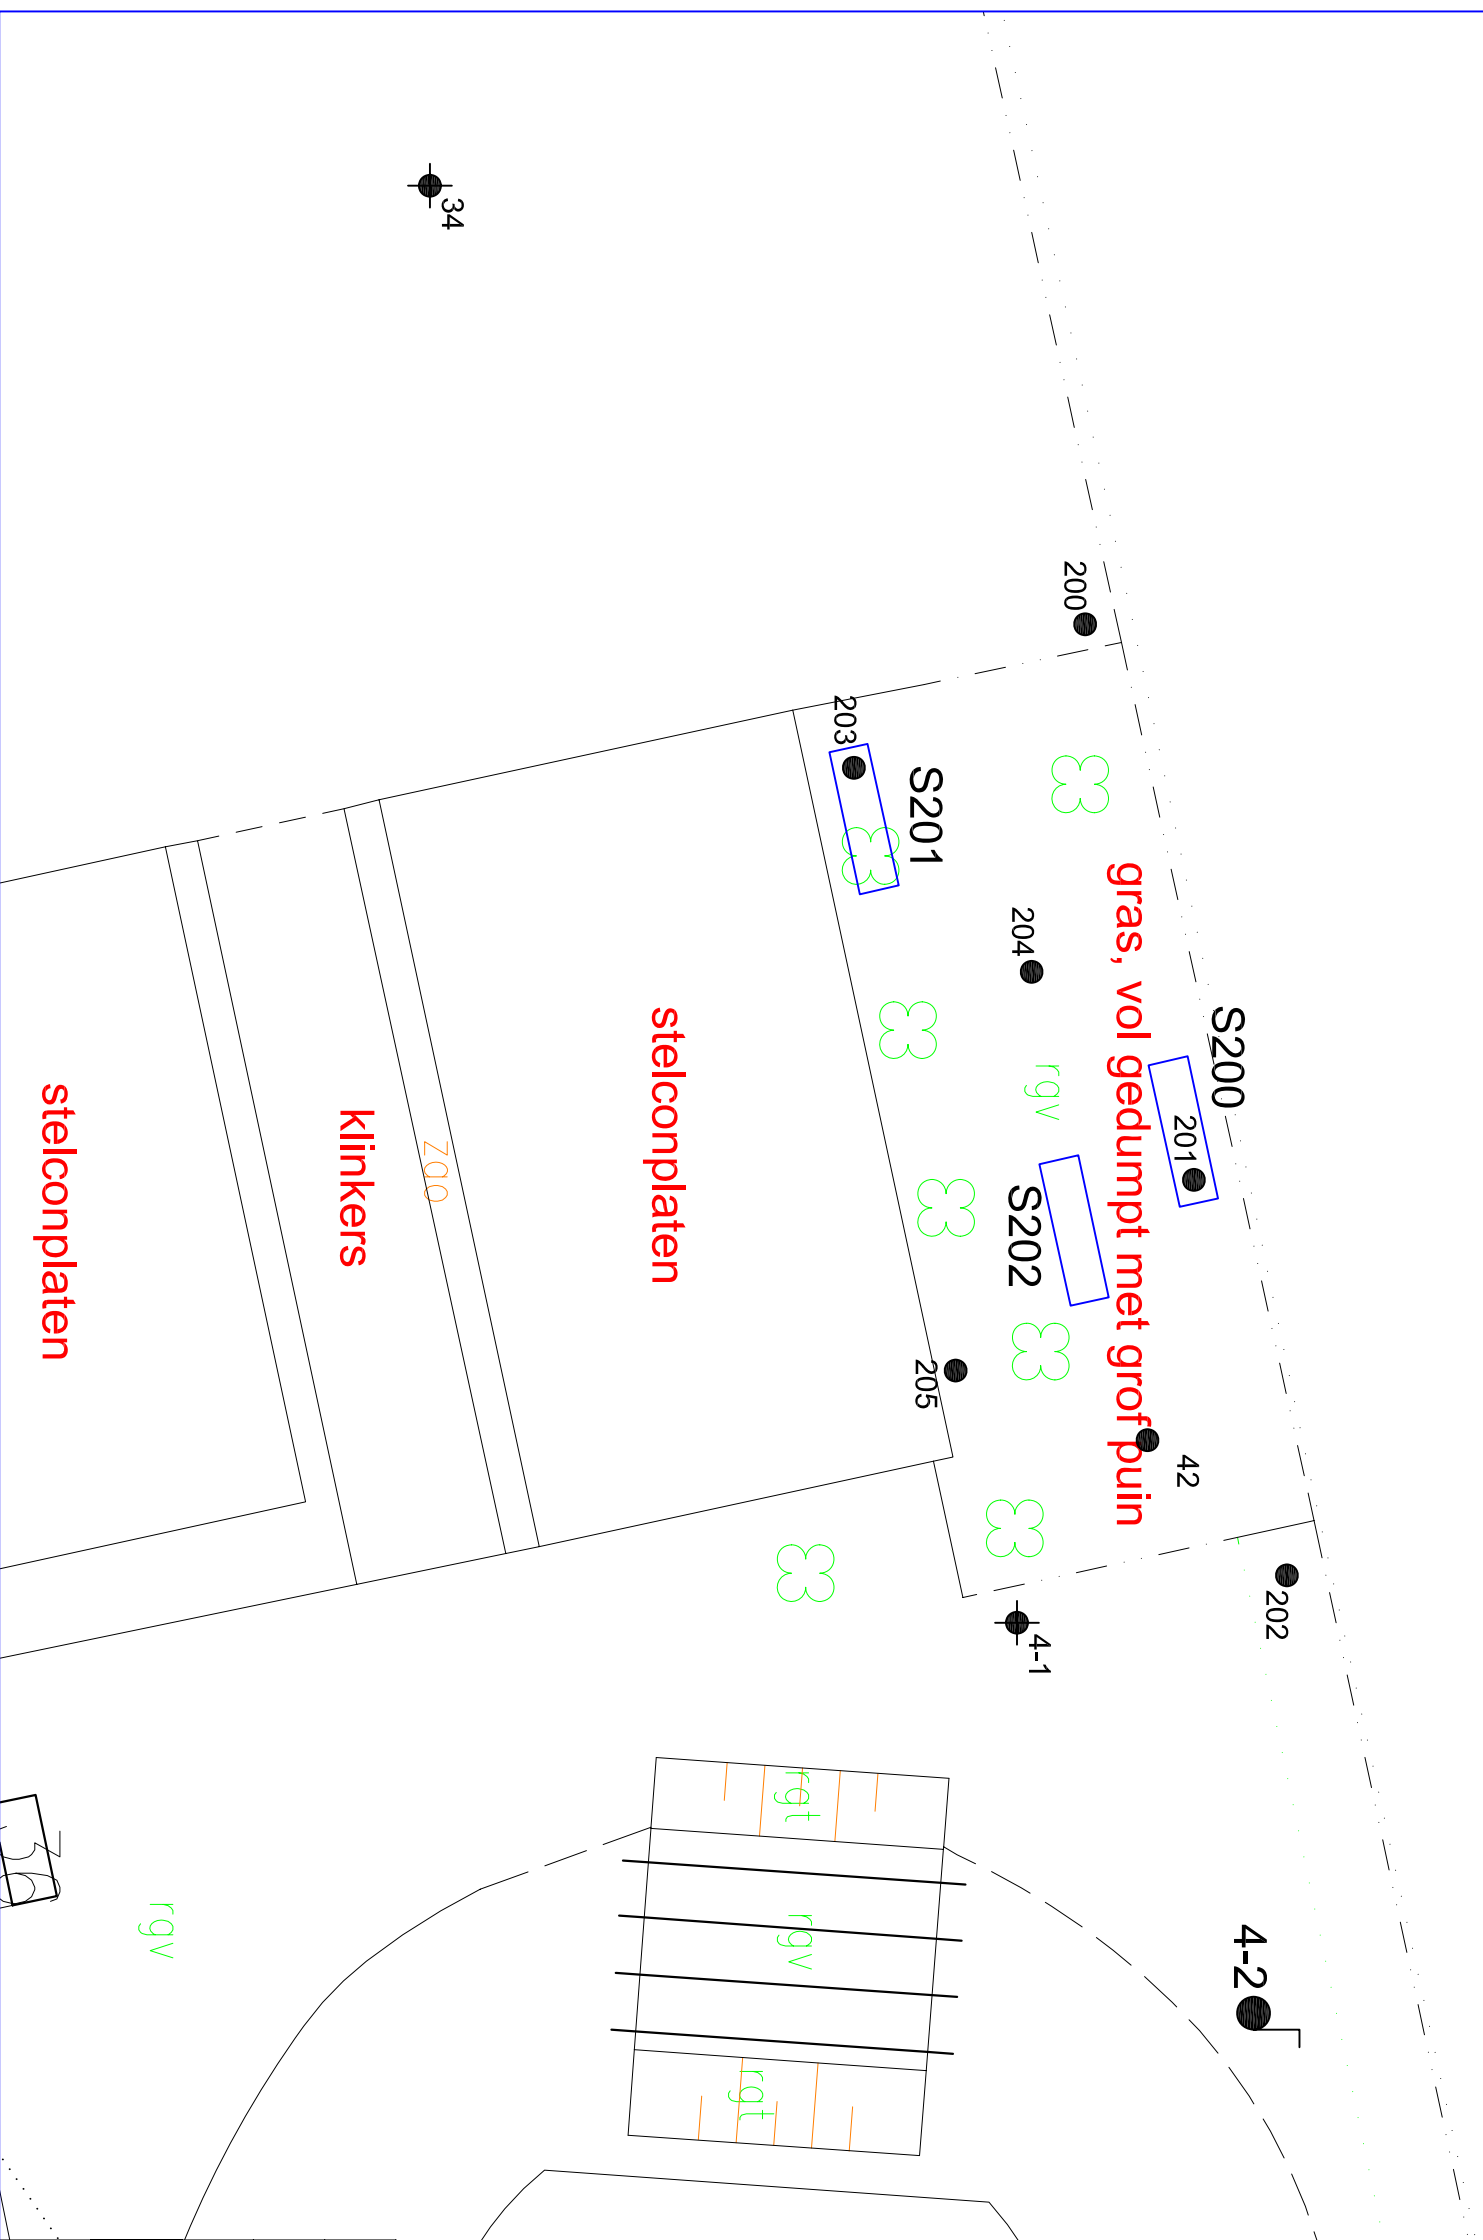 34
200
203
S201
204
gras, vol gedumpt met grof puin
S200
201
rgv
S202
stelconplaten
zgo
klinkers
stelconplaten
205
42
202
4-1
rgt
rgv
rgt
4-2
rgv